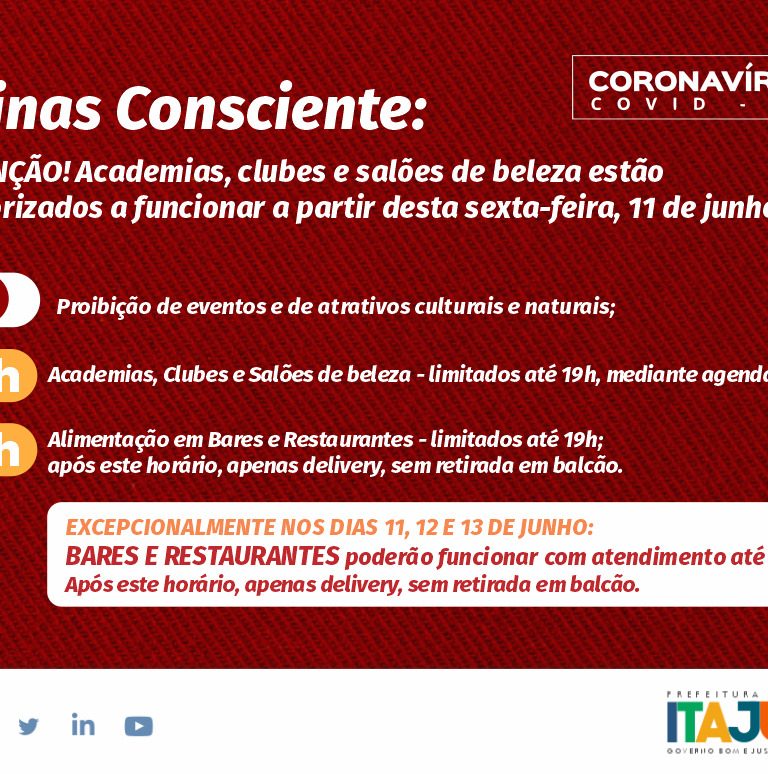 CORONAVÍR
COVID -
inas Consciente:
NÇÃO! Academias, clubes e salões de beleza estão
orizados a funcionar a partir desta sexta-feira, 11 de junho
Proibição de eventos e de atrativos culturais e naturais;
h
Academias, Clubes e Salões de beleza - limitados até 19h, mediante agenda
h
Alimentação em Bares e Restaurantes - limitados até 19h;
após este horário, apenas delivery, sem retirada em balcão.
EXCEPCIONALMENTE NOS DIAS 11, 12 E 13 DE JUNHO:
BARES E RESTAURANTES poderão funcionar com atendimento até
Após este horário, apenas delivery, sem retirada em balcão.
in
PREFEITURA
ITAJU
GOVERNO BOM E JUS